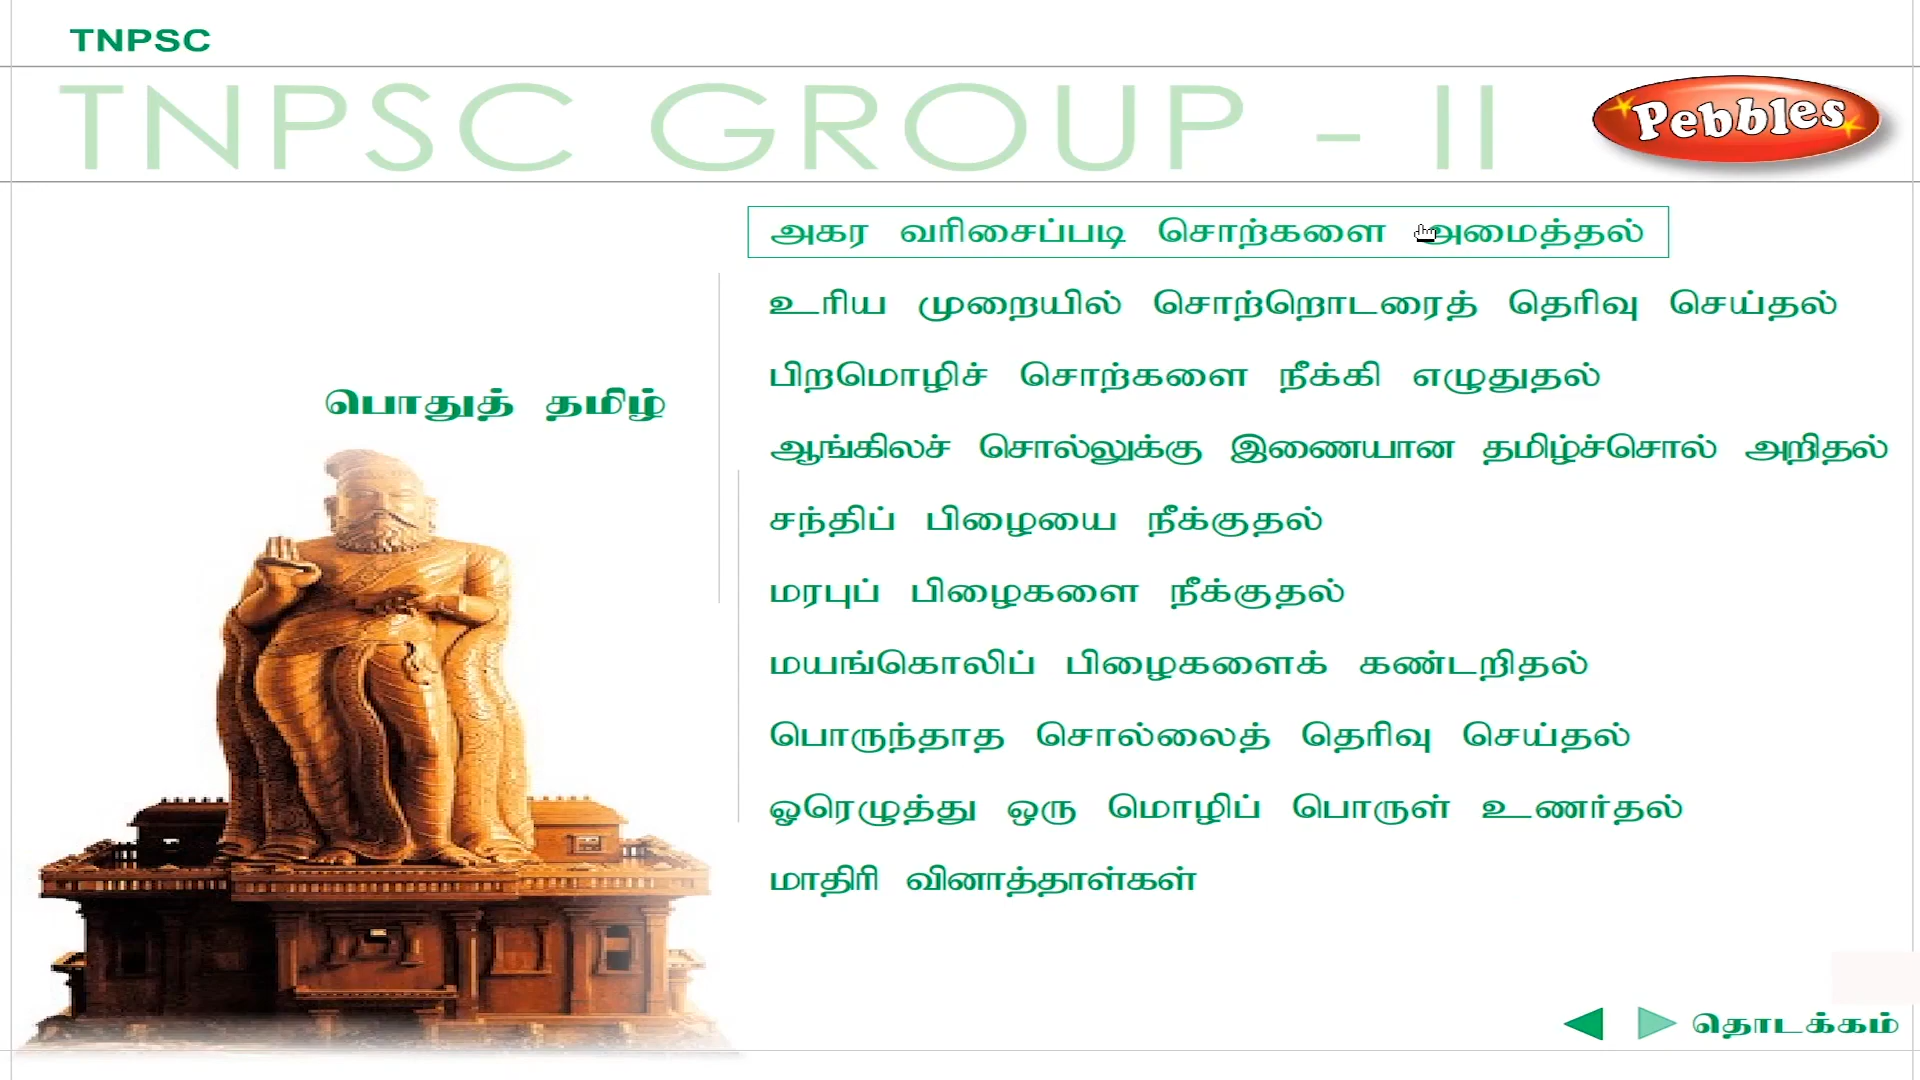 TNPSC
TNPSC GROUP - II
Pebbles
பொதுத் தமிழ்
அகர வரிசைப்படி சொற்களை அமைத்தல்
உரிய முறையில் சொற்றொடரைத் தெரிவு செய்தல்
பிறமொழிச் சொற்களை நீக்கி எழுதுதல்
ஆங்கிலச் சொல்லுக்கு இணையான தமிழ்ச்சொல் அறிதல்
சந்திப் பிழையை நீக்குதல்
மரபுப் பிழைகளை நீக்குதல்
மயங்கொலிப் பிழைகளைக் கண்டறிதல்
பொருந்தாத சொல்லைத் தெரிவு செய்தல்
ஓரெழுத்து ஒரு மொழிப் பொருள் உணர்தல்
மாதிரி வினாத்தாள்கள்
தொடக்கம்